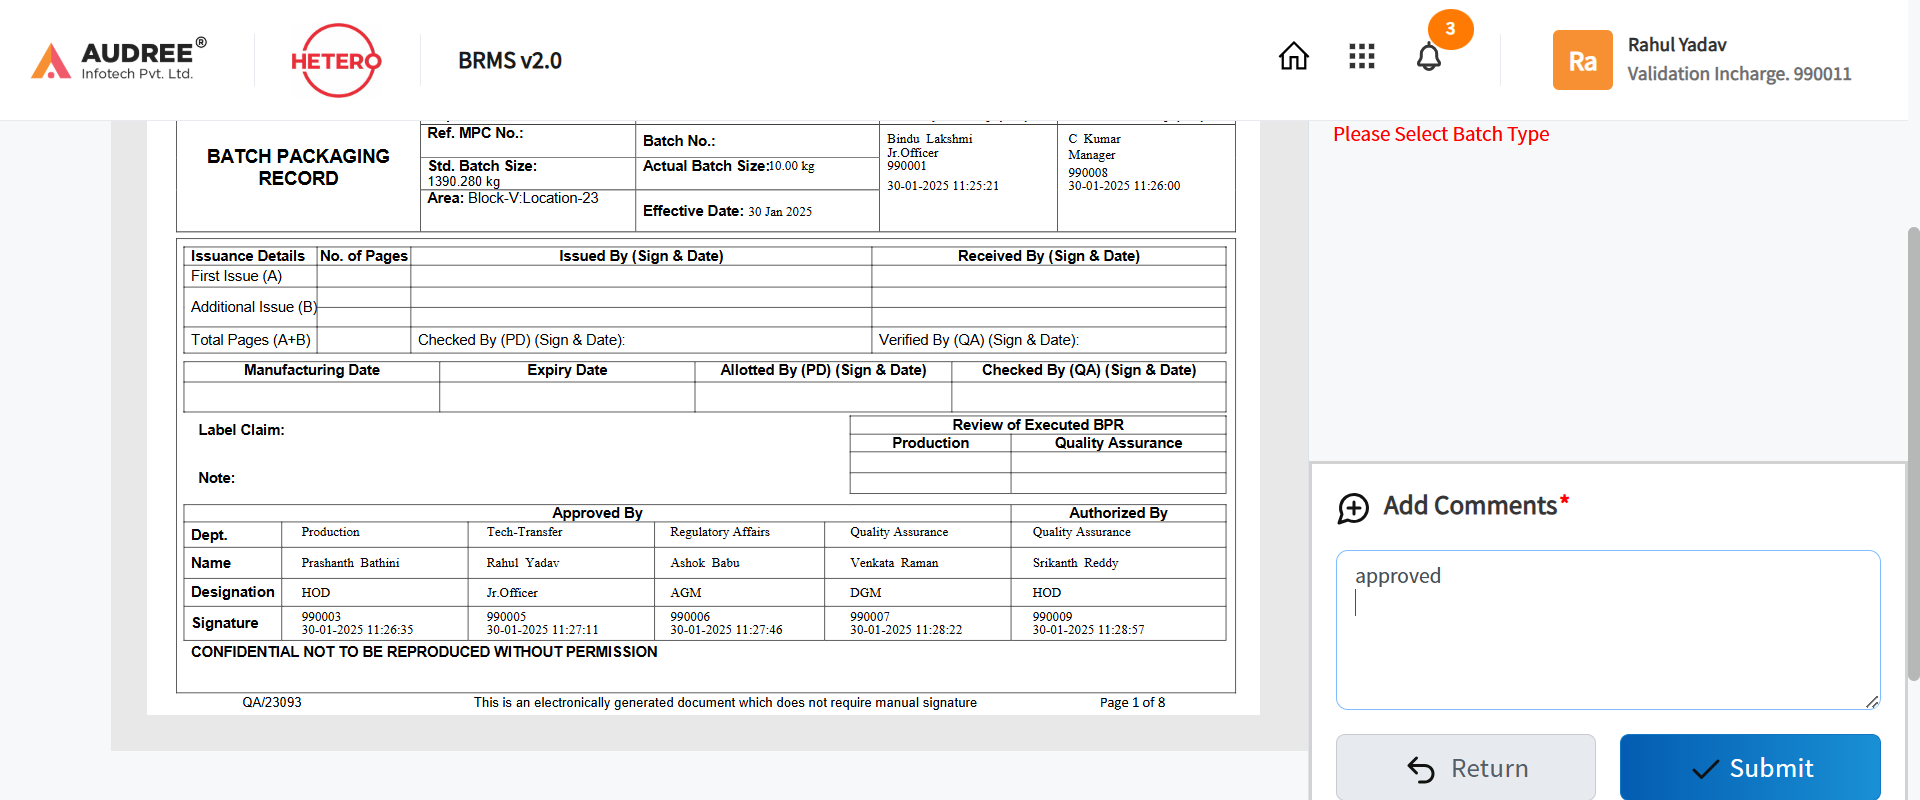 AUDREE®
Infotech Pvt. Ltd.
HETERO
BRMS v2.0
3
Ra
Rahul Yadav
Validation Incharge. 990011
BATCH PACKAGING
RECORD
Ref. MPC No.:
Std. Batch Size:
1390.280 kg
Area: Block-V:Location-23
Batch No.:
Actual Batch Size:10.00 kg
Effective Date: 30 Jan 2025
Bindu Lakshmi
Jr.Officer
990001
30-01-2025 11:25:21
C Kumar
Manager
990008
30-01-2025 11:26:00
Issuance Details No. of Pages Issued By (Sign & Date) Received By (Sign & Date)
First Issue (A)
Additional Issue (B)
Total Pages (A+B) Checked By (PD) (Sign & Date): Verified By (QA) (Sign & Date):
Manufacturing Date Expiry Date Allotted By (PD) (Sign & Date) Checked By (QA) (Sign & Date)
Label Claim:
Note:
Review of Executed BPR
Production Quality Assurance
Approved By Authorized By
Dept. Production Tech-Transfer Regulatory Affairs Quality Assurance Quality Assurance
Name Prashanth Bathini Rahul Yadav Ashok Babu Venkata Raman Srikanth Reddy
Designation HOD Jr.Officer AGM DGM HOD
Signature 990003 990005 990006 990007 990009
30-01-2025 11:26:35 30-01-2025 11:27:11 30-01-2025 11:27:46 30-01-2025 11:28:22 30-01-2025 11:28:57
CONFIDENTIAL NOT TO BE REPRODUCED WITHOUT PERMISSION
QA/23093 This is an electronically generated document which does not require manual signature Page 1 of 8
Please Select Batch Type
Add Comments*
approved
Return
Submit